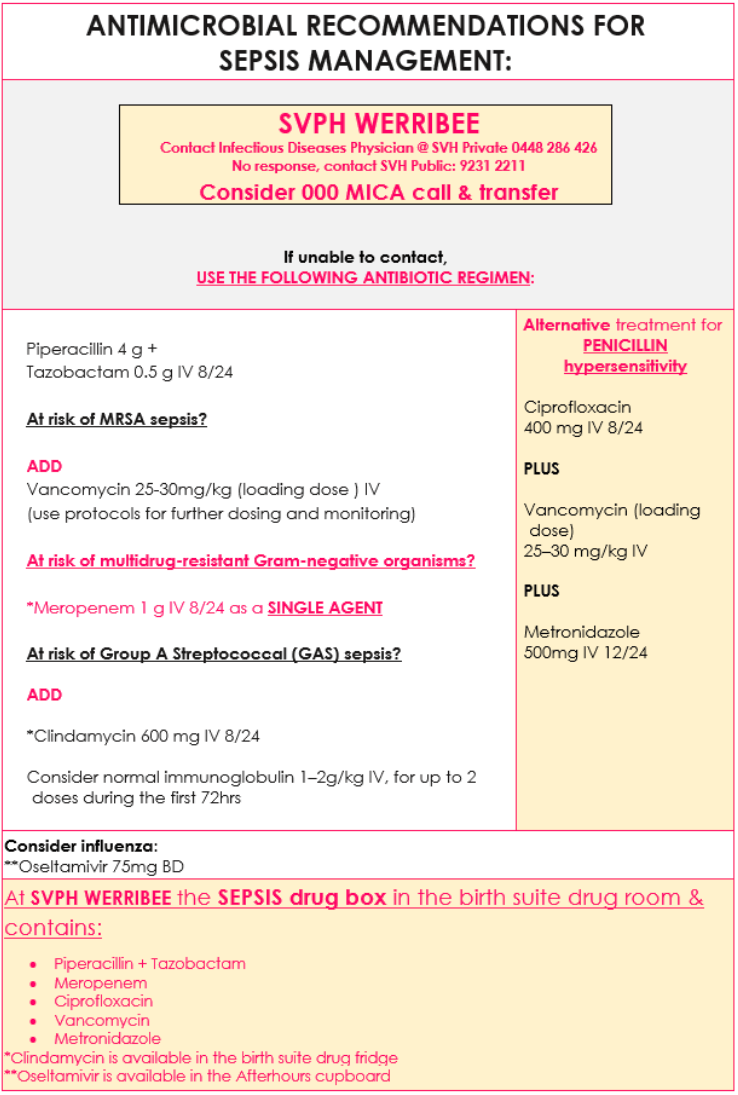 ANTIMICROBIAL RECOMMENDATIONS FOR
SEPSIS MANAGEMENT:
SVPH WERRIBEE
Contact Infectious Diseases Physician @ SVH Private 0448 286 426
No response, contact SVH Public: 9231 2211
Consider 000 MICA call & transfer
If unable to contact,
USE THE FOLLOWING ANTIBIOTIC REGIMEN:
Piperacillin 4 g +
Tazobactam 0.5 g IV 8/24
At risk of MRSA sepsis?
ADD
Vancomycin 25-30mg/kg (loading dose ) IV
(use protocols for further dosing and monitoring)
At risk of multidrug-resistant Gram-negative organisms?
*Meropenem 1 g IV 8/24 as a SINGLE AGENT
At risk of Group A Streptococcal (GAS) sepsis?
ADD
*Clindamycin 600 mg IV 8/24
Consider normal immunoglobulin 1–2g/kg IV, for up to 2
doses during the first 72hrs
Alternative treatment for
PENICILLIN
hypersensitivity
Ciprofloxacin
400 mg IV 8/24
PLUS
Vancomycin (loading
dose)
25–30 mg/kg IV
PLUS
Metronidazole
500mg IV 12/24
Consider influenza:
**Oseltamivir 75mg BD
At SVPH WERRIBEE the SEPSIS drug box in the birth suite drug room &
contains:
• Piperacillin + Tazobactam
• Meropenem
• Ciprofloxacin
• Vancomycin
• Metronidazole
*Clindamycin is available in the birth suite drug fridge
**Oseltamivir is available in the Afterhours cupboard